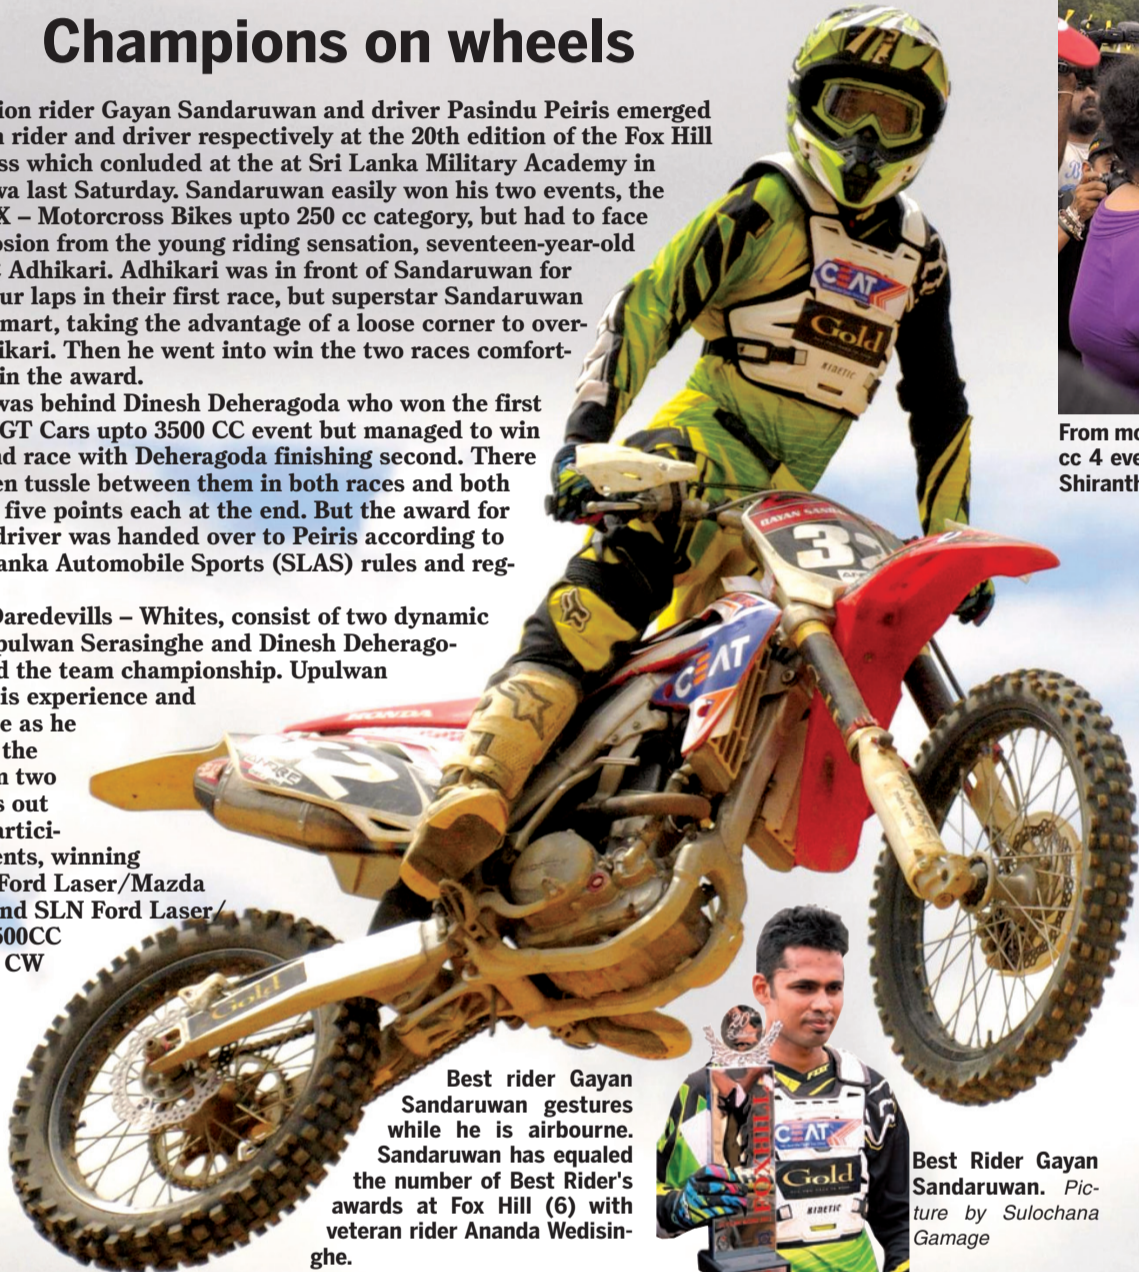 Champions on wheels
ion rider Gayan Sandaruwan and driver Pasindu Peiris emerged
rider and driver respectively at the 20th edition of the Fox Hill
ss which conluded at the at Sri Lanka Military Academy in
va last Saturday. Sandaruwan easily won his two events, the
X – Motorcross Bikes upto 250 cc category, but had to face
osion from the young riding sensation, seventeen-year-old
Adhikari. Adhikari was in front of Sandaruwan for
ur laps in their first race, but superstar Sandaruwan
mart, taking the advantage of a loose corner to over-
ikari. Then he went into win the two races comfort-
in the award.
was behind Dinesh Deheragoda who won the first
GT Cars upto 3500 CC event but managed to win
d race with Deheragoda finishing second. There
en tussle between them in both races and both
five points each at the end. But the award for
driver was handed over to Peiris according to
anka Automobile Sports (SLAS) rules and reg-
Daredevills – Whites, consist of two dynamic
pulwan Serasinghe and Dinesh Deherago-
d the team championship. Upulwan
is experience and
e as he
the
n two
s out
artici-
ents, winning
Ford Laser/Mazda
nd SLN Ford Laser/
500CC
CW
CEAT
Gold
KINETIC
GAYAN SAND
CEAT
HONDA
Gold
Best rider Gayan
Sandaruwan gestures
while he is airbourne.
Sandaruwan has equaled
the number of Best Rider's
awards at Fox Hill (6) with
veteran rider Ananda Wedisin-
ghe.
FOX
CEAT
Gold
KINETIC
FOXHILL
Best Rider Gayan
Sandaruwan. Pic-
ture by Sulochana
Gamage
From mo
cc 4 eve
Shiranth